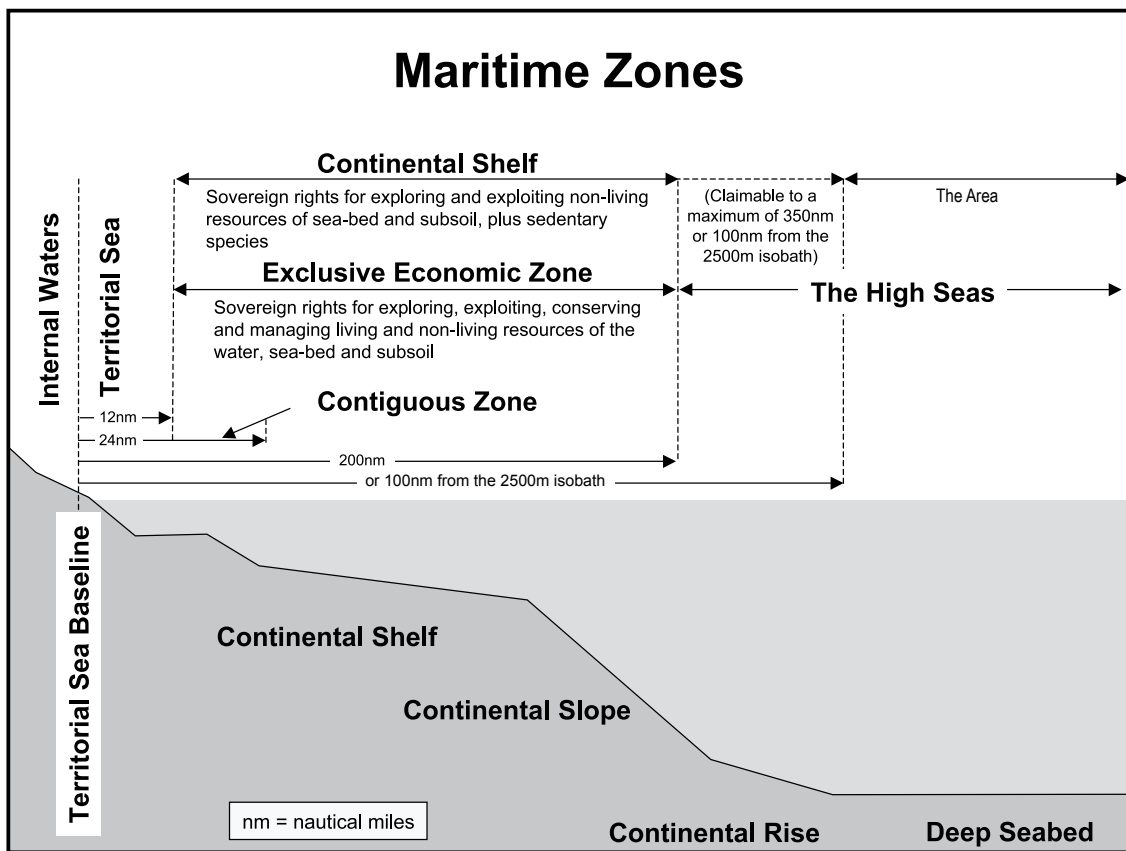 Maritime Zones
Internal Waters
Territorial Sea
Continental Shelf
Sovereign rights for exploring and exploiting non-living
resources of sea-bed and subsoil, plus sedentary
species
(Claimable to a
maximum of 350nm
or 100nm from the
2500m isobath)
The Area
Exclusive Economic Zone
Sovereign rights for exploring, exploiting, conserving
and managing living and non-living resources of the
water, sea-bed and subsoil
The High Seas
Contiguous Zone
12nm
24nm
200nm
or 100nm from the 2500m isobath
Territorial Sea Baseline
Continental Shelf
Continental Slope
Continental Rise
Deep Seabed
nm = nautical miles